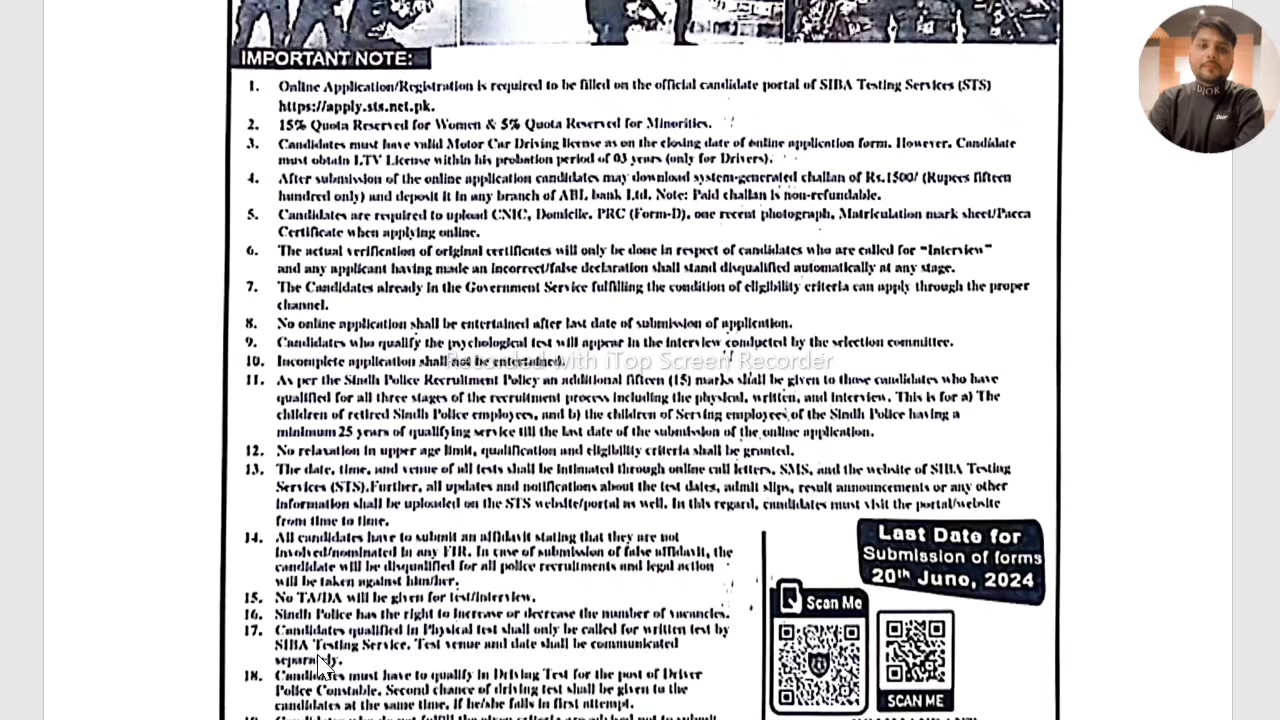 IMPORTANT NOTE:
1. Online Application/Registration is required to be filled on the official candidate portal of SIBA Testing Services (STS)
https://apply.sts.net.pk.
2. 15% Quota Reserved for Women & 5% Quota Reserved for Minorities.
3. Candidates must have valid Motor Car Driving license as on the closing date of online application form. However, Candidate
must obtain LTV License within his probation period of 03 years (only for Drivers).
4. After submission of the online application candidates may download system-generated challan of Rs.1500/ (Rupees fifteen
hundred only) and deposit it in any branch of ABL bank Ltd. Note: Paid challan is non-refundable.
5. Candidates are required to upload CNIC, Domicile, PRC (Form-D), one recent photograph, Matriculation mark sheet/Pacca
Certificate when applying online.
6. The actual verification of original certificates will only be done in respect of candidates who are called for "Interview"
and any applicant having made an incorrect/false declaration shall stand disqualified automatically at any stage.
7. The Candidates already in the Government Service fulfilling the condition of eligibility criteria can apply through the proper
channel.
8. No online application shall be entertained after last date of submission of application.
9. Candidates who qualify the psychological test will appear in the interview conducted by the selection committee.
10. Incomplete application shall not be entertained.
Recorded with iTop Screen Recorder
11. As per the Sindh Police Recruitment Policy an additional fifteen (15) marks shall be given to those candidates who have
qualified for all three stages of the recruitment process including the physical, written, and interview. This is for a) The
children of retired Sindh Police employees, and b) the children of Serving employees of the Sindh Police having a
minimum 25 years of qualifying service till the last date of the submission of the online application.
12. No relaxation in upper age limit, qualification and eligibility criteria shall be granted.
13. The date, time, and venue of all tests shall be intimated through online call letters, SMS, and the website of SIBA Testing
Services (STS).Further, all updates and notifications about the test dates, admit slips, result announcements or any other
information shall be uploaded on the STS website/portal as well. In this regard, candidates must visit the portal/website
from time to time.
14. All candidates have to submit an affidavit stating that they are not
involved/nominated in any FIR. In case of submission of false affidavit, the
candidate will be disqualified for all police recruitments and legal action
will be taken against him/her.
15. No TA/DA will be given for test/interview.
16. Sindh Police has the right to increase or decrease the number of vacancies.
17. Candidates qualified in Physical test shall only be called for written test by
SIBA Testing Service. Test venue and date shall be communicated
separately.
18. Candidates must have to qualify in Driving Test for the post of Driver
Police Constable. Second chance of driving test shall be given to the
candidates at the same time. If he/she fails in first attempt.
Last Date for
Submission of forms
20th June, 2024
Scan Me
SCAN ME
DIOR
Dior